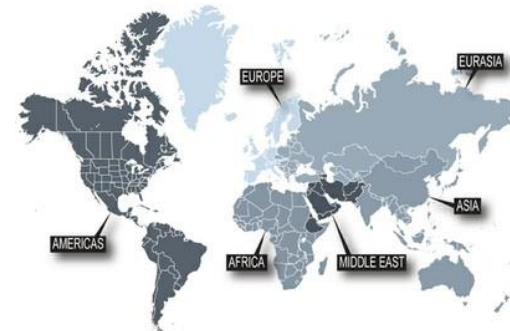 EUROPE
EURASIA
ASIA
AMERICAS
AFRICA
MIDDLE EAST